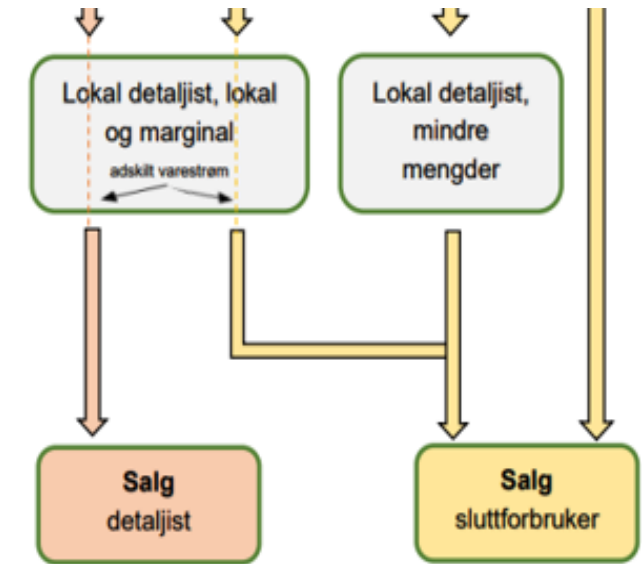 Lokal detaljist, lokal
og marginal
adskilt varestrøm
Lokal detaljist,
mindre
mengder
Salg
detaljist
Salg
sluttforbruker